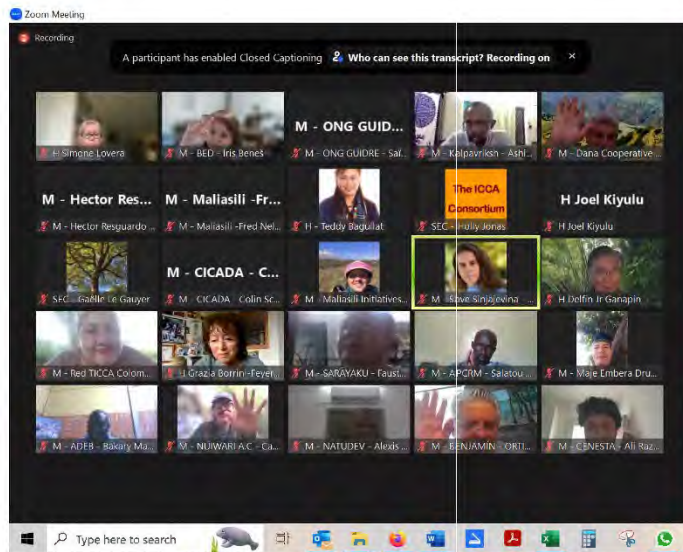 Zoom Meeting
Recording
A participant has enabled Closed Captioning Who can see this transcript? Recording on
H Simone Lovera
M - BED - Iris Beneš
M - ONG GUID...
M - ONG GUIDRE - Sal...
M - Kalpavriksh - Ashi...
M - Dana Cooperative...
M - Hector Res...
M - Hector Resguardo ...
M - Maliasili -Fr...
M - Maliasili -Fred Nel...
H - Teddy Baguilat
The ICCA
Consortium
SEC - Holly Jonas
H Joel Kiyulu
H Joel Kiyulu
SEC - Gaëlle Le Gauyer
M - CICADA - C...
M - CICADA - Colin Sc...
M - Maliasili Initiatives...
M - Save Sinjajevina - ...
H Delfin Jr Ganapin
M - Red TICCA Colom...
H Grazia Borrini -Feyer...
M - SARAYAKU - Faust...
M - APCRM - Salatou ...
M - Maje Embera Dru...
M - ADEB - Bakary Ma...
M - NUIWARI A.C - Ca...
M - NATUDEV - Alexis ...
M - BENJAMÍN - ORTI...
M - CENESTA - Ali Raz...
Type here to search